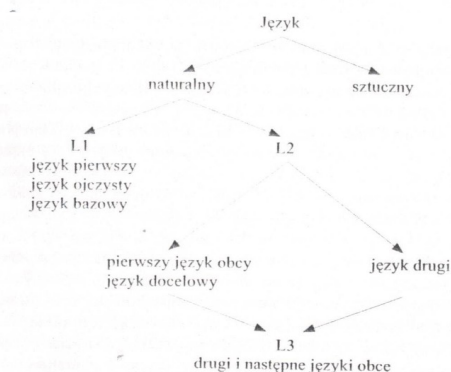 Język
naturalny
sztuczny
L1
język pierwszy
język ojczysty
język bazowy
L2
pierwszy język obcy
język docelowy
język drugi
L3
drugi i następne języki obce